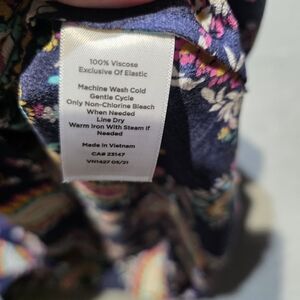 100% Viscose
Exclusive Of Elastic
Machine Wash Cold
Gentle Cycle
Only Non-Chlorine Bleach
When Needed
Line Dry
Warm Iron With Steam if
Needed
Made in Vietnam
CA# 23147
VN1427 05/21